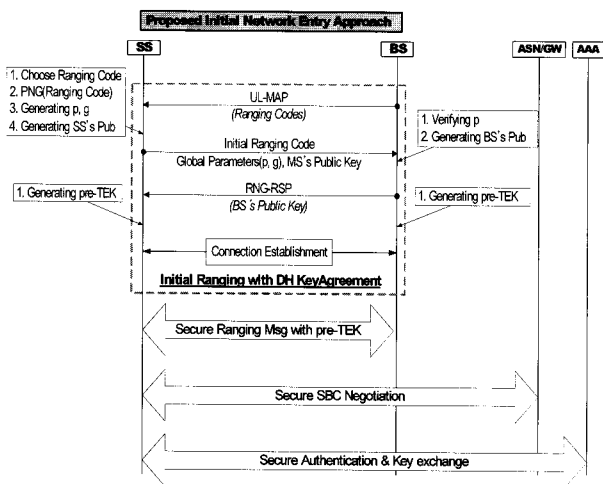 Proposed Initial Network Entry Approach
SS
BS
ASN/GW
AAA
1. Choose Ranging Code
2. PNG(Ranging Code)
3. Generating p, g
4. Generating SS's Pub
UL-MAP
(Ranging Codes)
1. Verifying p
2. Generating BS's Pub
Initial Ranging Code
Global Parameters(p, g), MS's Public Key
RNG-RSP
(BS's Public Key)
1. Generating pre-TEK
1. Generating pre-TEK
Connection Establishment
Initial Ranging with DH KeyAgreement
Secure Ranging Msg with pre-TEK
Secure SBC Negotiation
Secure Authentication & Key exchange